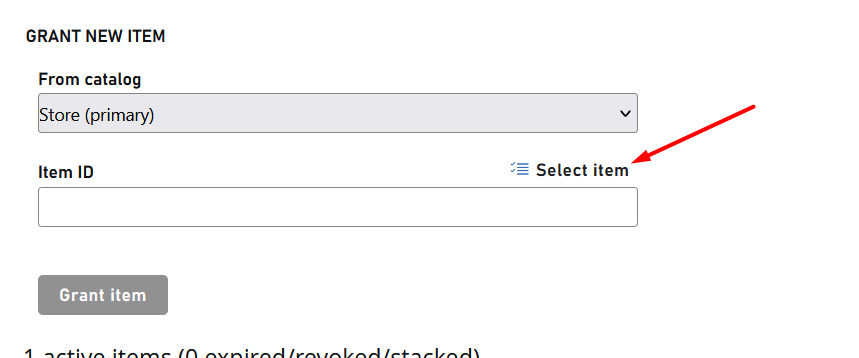 GRANT NEW ITEM
From catalog
Store (primary)
Item ID
Select item
Grant item
1 active items (0 expired/revoked/stacked)